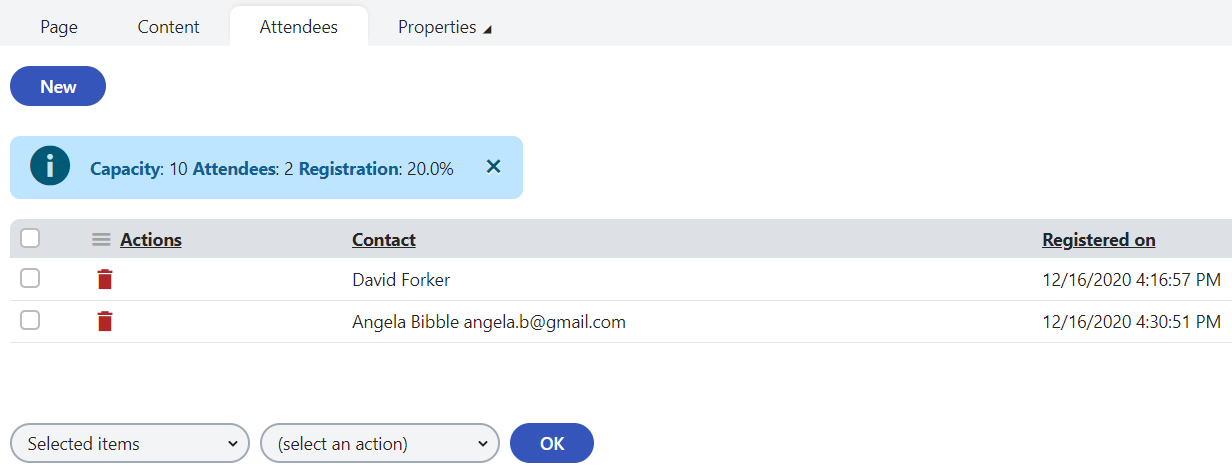 Page Content Attendees Properties
New
Capacity: 10 Attendees: 2 Registration: 20.0%
Actions Contact Registered on
David Forker 12/16/2020 4:16:57 PM
Angela Bibble angela.b@gmail.com 12/16/2020 4:30:51 PM
Selected items (select an action) OK